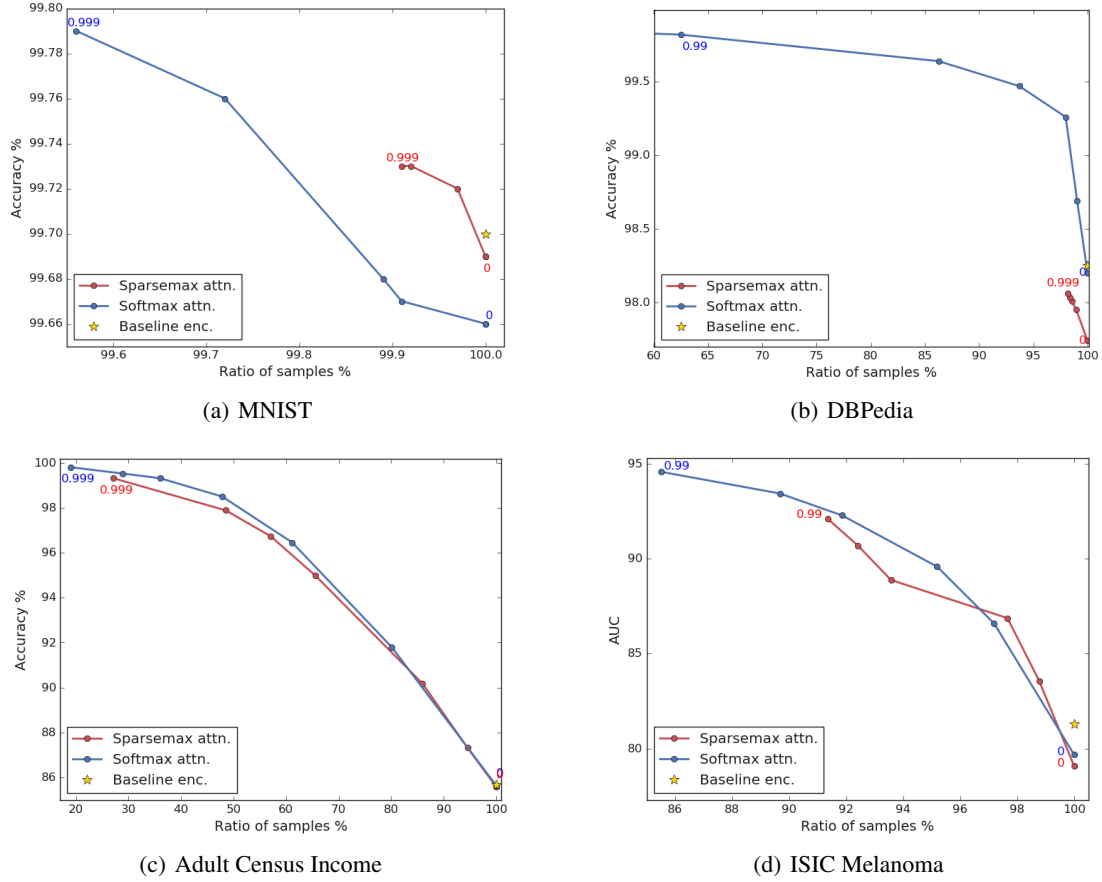 99.80
99.78
99.76
99.74
99.72
99.70
99.68
99.66
Accuracy %
0.999
0.999
0
0
Sparsemax attn.
Softmax attn.
Baseline enc.
99.6 99.7 99.8 99.9 100.0
Ratio of samples %
(a) MNIST
99.5
99.0
98.5
98.0
Accuracy %
0.99
0
0.999
0
Sparsemax attn.
Softmax attn.
Baseline enc.
60 65 70 75 80 85 90 95 100
Ratio of samples %
(b) DBPedia
100
98
96
94
92
90
88
86
Accuracy %
0.999
0.999
0
0
Sparsemax attn.
Softmax attn.
Baseline enc.
20 30 40 50 60 70 80 90 100
Ratio of samples %
(c) Adult Census Income
95
90
85
80
AUC
0.99
0.99
0
0
Sparsemax attn.
Softmax attn.
Baseline enc.
86 88 90 92 94 96 98 100
Ratio of samples %
(d) ISIC Melanoma